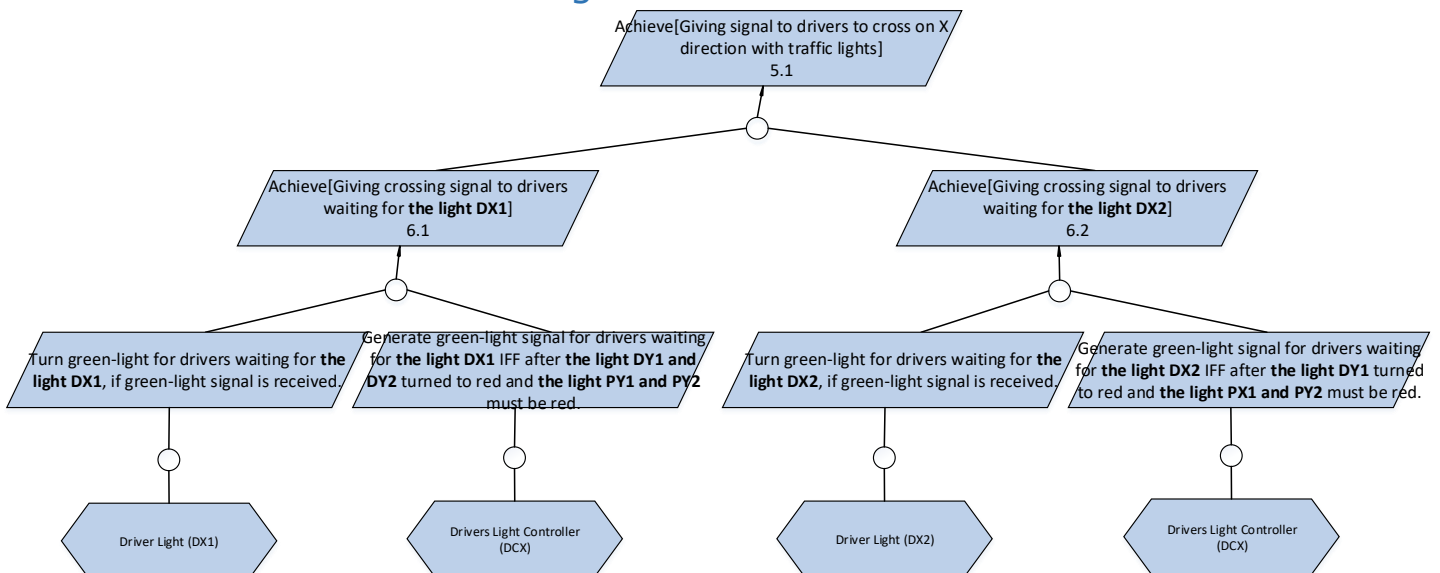 Achieve[Giving signal to drivers to cross on X
direction with traffic lights]
5.1
Achieve[Giving crossing signal to drivers
waiting for the light DX1]
6.1
Achieve[Giving crossing signal to drivers
waiting for the light DX2]
6.2
Turn green-light for drivers waiting for the
light DX1, if green-light signal is received.
Generate green-light signal for drivers waiting
for the light DX1 IFF after the light DY1 and
DY2 turned to red and the light PY1 and PY2
must be red.
Turn green-light for drivers waiting for the
light DX2, if green-light signal is received.
Generate green-light signal for drivers waiting
for the light DX2 IFF after the light DY1 turned
to red and the light PX1 and PY2 must be red.
Driver Light (DX1)
Drivers Light Controller
(DCX)
Driver Light (DX2)
Drivers Light Controller
(DCX)